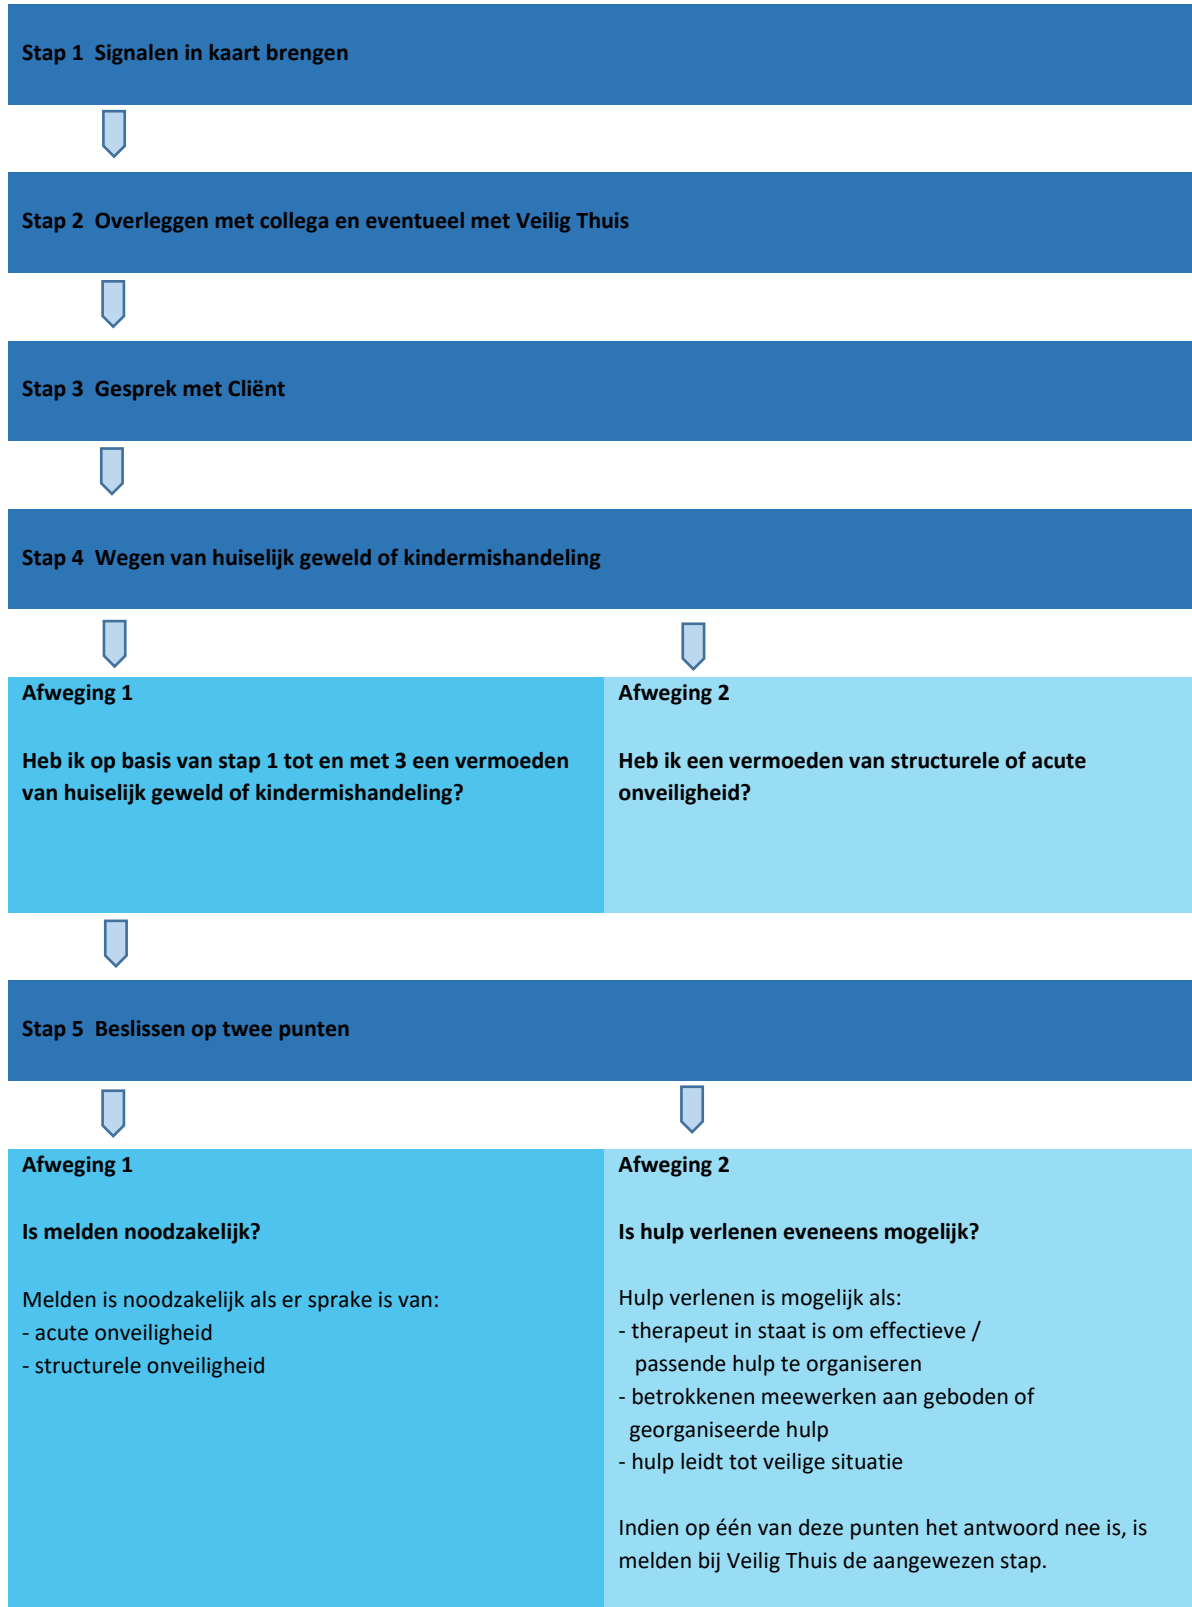 Stap 1  Signalen in kaart brengen
Stap 2  Overleggen met collega en eventueel met Veilig Thuis
Stap 3  Gesprek met Cliënt
Stap 4  Wegen van huiselijk geweld of kindermishandeling
Afweging 1
Heb ik op basis van stap 1 tot en met 3 een vermoeden
van huiselijk geweld of kindermishandeling?
Afweging 2
Heb ik een vermoeden van structurele of acute
onveiligheid?
Stap 5  Beslissen op twee punten
Afweging 1
Is melden noodzakelijk?
Melden is noodzakelijk als er sprake is van:
- acute onveiligheid
- structurele onveiligheid
Afweging 2
Is hulp verlenen eveneens mogelijk?
Hulp verlenen is mogelijk als:
- therapeut in staat is om effectieve /
passende hulp te organiseren
- betrokkenen meewerken aan geboden of
georganiseerde hulp
- hulp leidt tot veilige situatie
Indien op één van deze punten het antwoord nee is, is
melden bij Veilig Thuis de aangewezen stap.